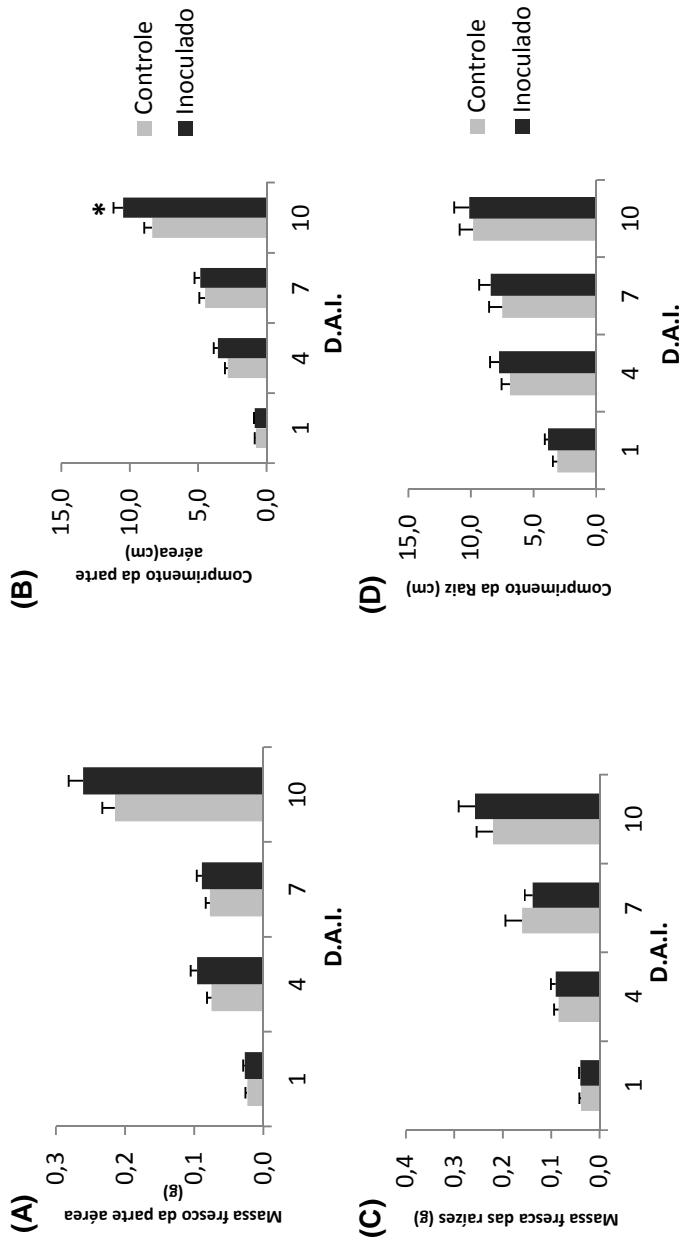 (A)
Massa fresco da parte aérea
(g)
0,3
0,2
0,1
0,0
1
4
7
10
D.A.I.
(B)
Comprimento da parte
aérea(cm)
15,0
10,0
5,0
0,0
*
1
4
7
10
D.A.I.
Controle
Inoculado
(C)
Massa fresca das raízes (g)
0,4
0,3
0,2
0,1
0,0
1
4
7
10
D.A.I.
(D)
Comprimento da Raiz (cm)
15,0
10,0
5,0
0,0
1
4
7
10
D.A.I.
Controle
Inoculado